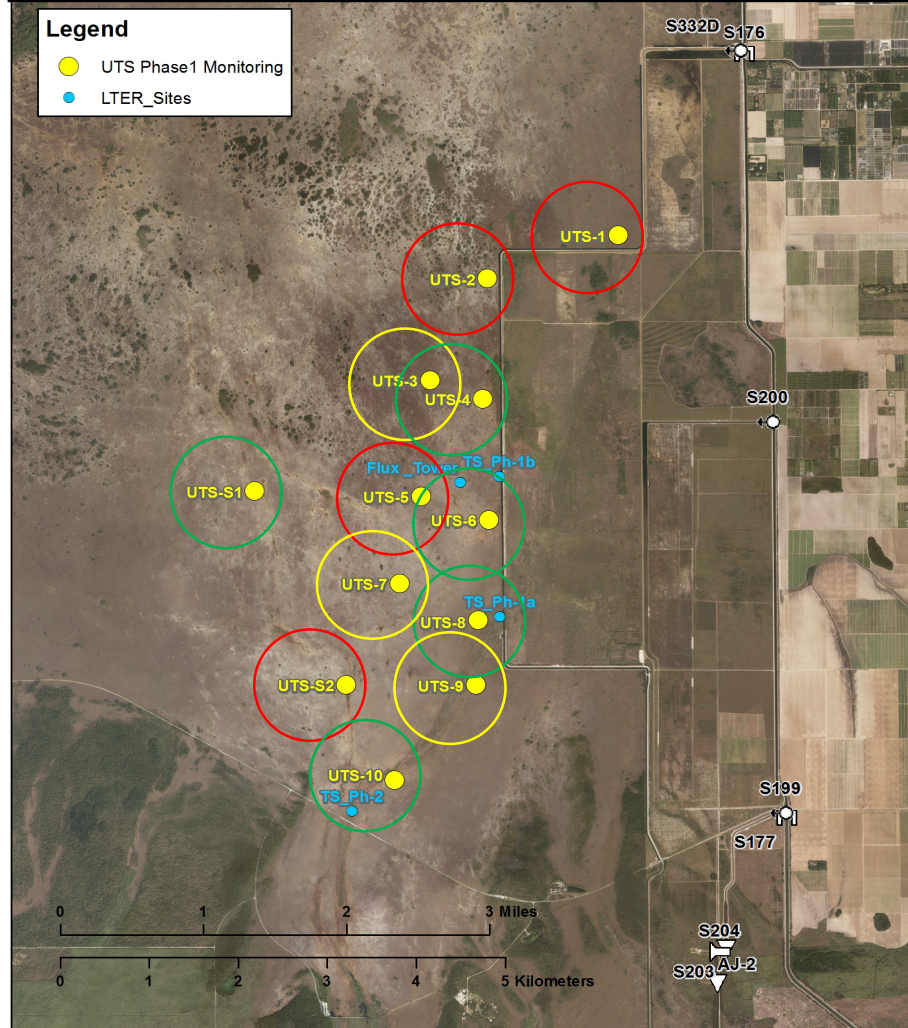 Legend
UTS Phase1 Monitoring
LTER_Sites
S332D
S176
UTS-1
UTS-2
UTS-3
UTS-4
S200
Flux _Tower
TS_Ph-1b
UTS-S1
UTS-5
UTS-6
UTS-7
TS_Ph-1a
UTS-8
UTS-S2
UTS-9
UTS-10
TS_Ph-2
S199
S177
0 1 2 3 Miles
S204
AJ-2
S203
0 1 2 3 4 5 Kilometers